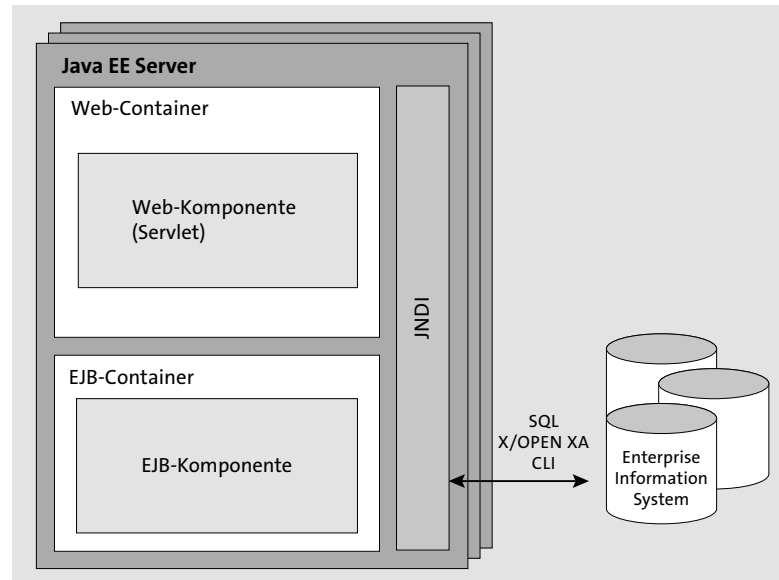 Java EE Server
Web-Container
Web-Komponente
(Servlet)
JNDI
EJB-Container
EJB-Komponente
SQL
X/OPEN XA
CLI
Enterprise
Information
System